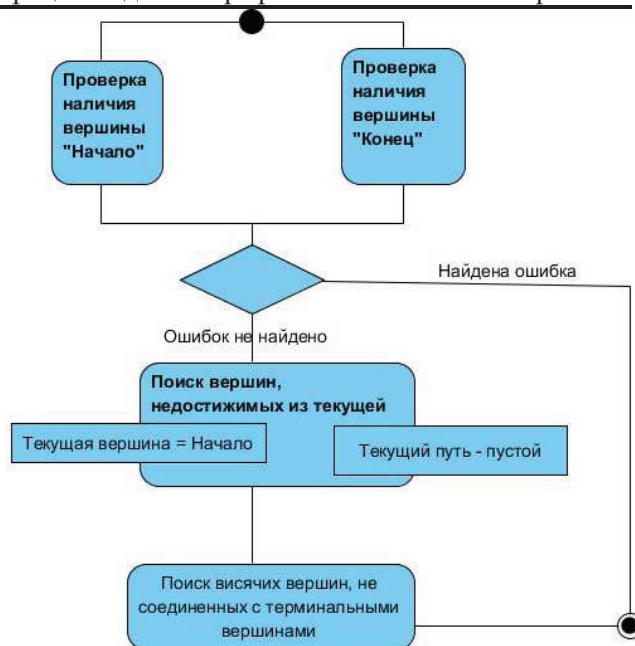 Проверка
наличия
вершины
"Начало"
Проверка
наличия
вершины
"Конец"
Найдена ошибка
Ошибок не найдено
Поиск вершин,
недостижимых из текущей
Текущая вершина = Начало
Текущий путь - пустой
Поиск висячих вершин, не
соединенных с терминальными
вершинами